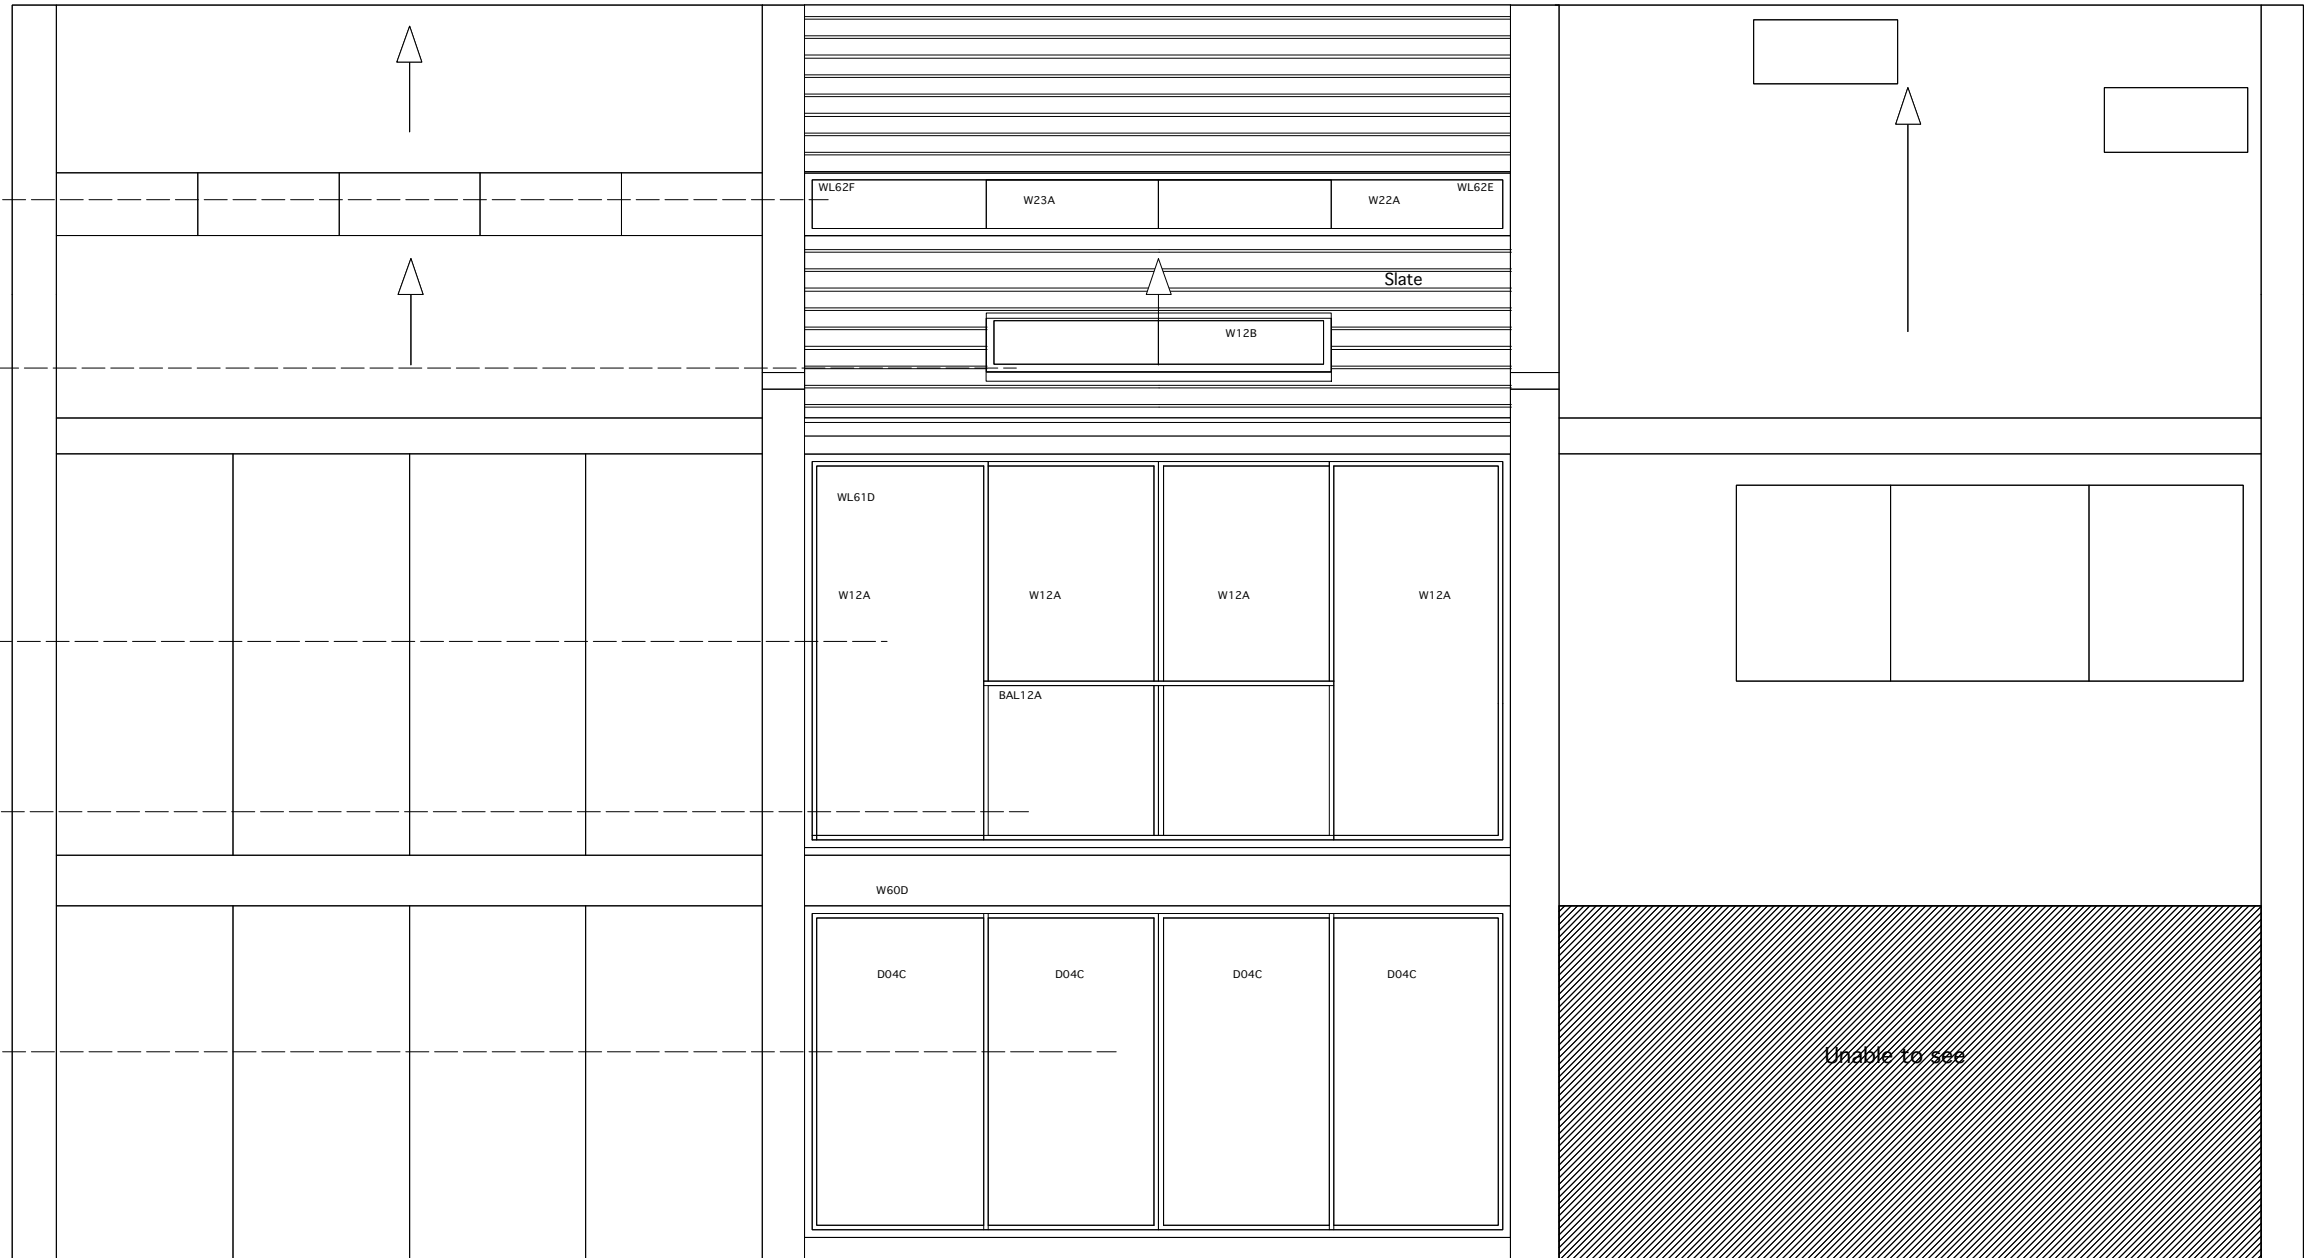 WL62F
W23A
W22A
WL62E
Slate
W12B
WL61D
W12A
W12A
W12A
W12A
BAL12A
W60D
D04C
D04C
D04C
D04C
Unable to see